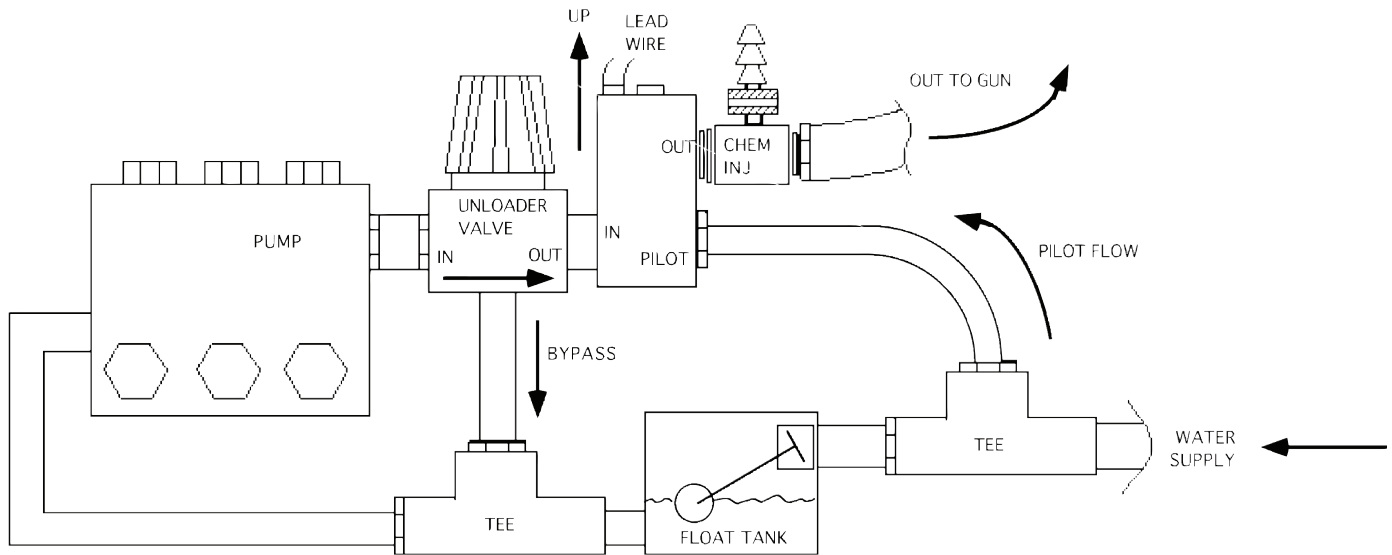 UP
LEAD
WIRE
OUT TO GUN
OUT
CHEM
INJ
UNLOADER
VALVE
PUMP
IN
OUT
IN
PILOT
PILOT FLOW
BYPASS
TEE
WATER
SUPPLY
TEE
FLOAT TANK